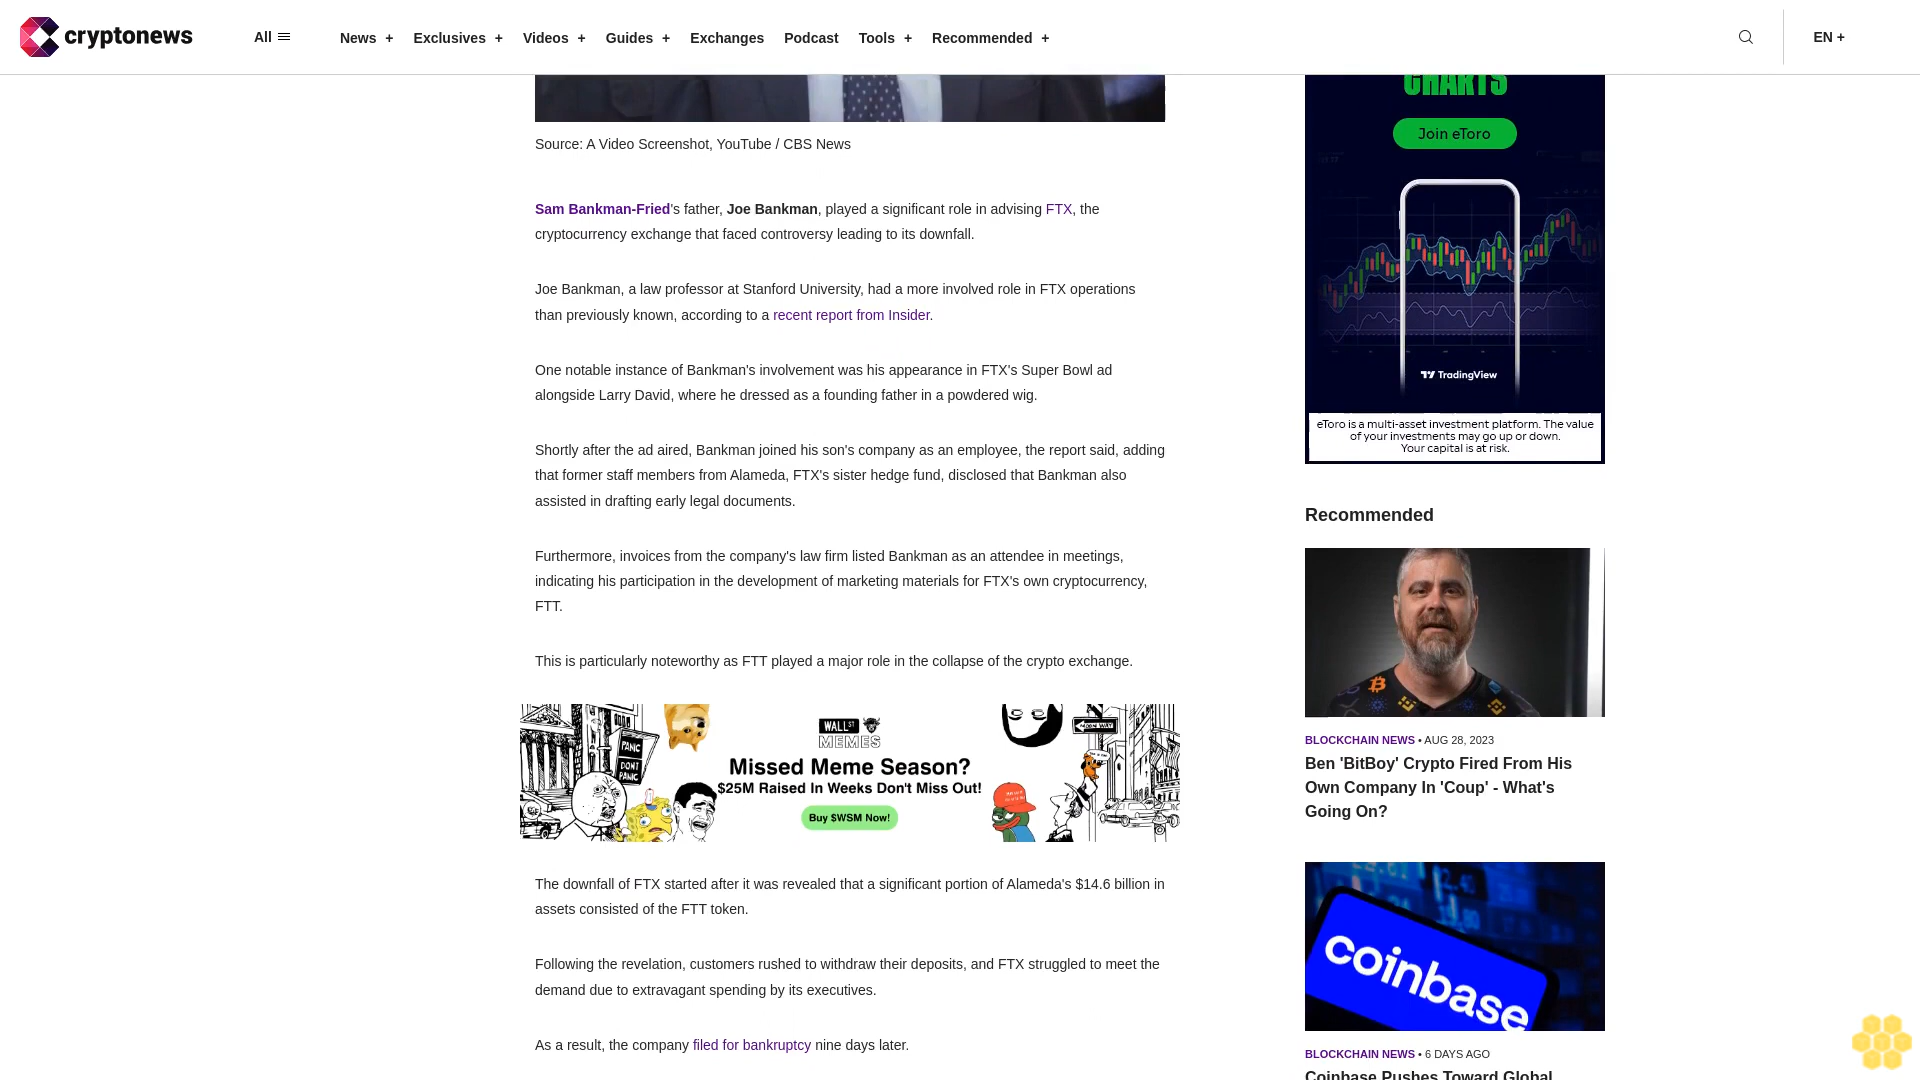 cryptonews
All
News +
Exclusives +
Videos +
Guides +
Exchanges
Podcast
Tools +
Recommended +
EN +
Source: A Video Screenshot, YouTube / CBS News
Sam Bankman-Fried's father, Joe Bankman, played a significant role in advising FTX, the
cryptocurrency exchange that faced controversy leading to its downfall.
Joe Bankman, a law professor at Stanford University, had a more involved role in FTX operations
than previously known, according to a recent report from Insider.
One notable instance of Bankman's involvement was his appearance in FTX's Super Bowl ad
alongside Larry David, where he dressed as a founding father in a powdered wig.
Shortly after the ad aired, Bankman joined his son's company as an employee, the report said, adding
that former staff members from Alameda, FTX's sister hedge fund, disclosed that Bankman also
assisted in drafting early legal documents.
Furthermore, invoices from the company's law firm listed Bankman as an attendee in meetings,
indicating his participation in the development of marketing materials for FTX's own cryptocurrency,
FTT.
This is particularly noteworthy as FTT played a major role in the collapse of the crypto exchange.
PANIC
DONT
PANIC
WALL ST
MEMES
Missed Meme Season?
$25M Raised In Weeks Don't Miss Out!
Buy $WSM Now!
The downfall of FTX started after it was revealed that a significant portion of Alameda's $14.6 billion in
assets consisted of the FTT token.
Following the revelation, customers rushed to withdraw their deposits, and FTX struggled to meet the
demand due to extravagant spending by its executives.
As a result, the company filed for bankruptcy nine days later.
CHARTS
Join eToro
TradingView
eToro is a multi-asset investment platform. The value
of your investments may go up or down.
Your capital is at risk.
Recommended
BLOCKCHAIN NEWS • AUG 28, 2023
Ben 'BitBoy' Crypto Fired From His
Own Company In 'Coup' - What's
Going On?
coinbase
BLOCKCHAIN NEWS • 6 DAYS AGO
Coinbase Pushes Toward Global